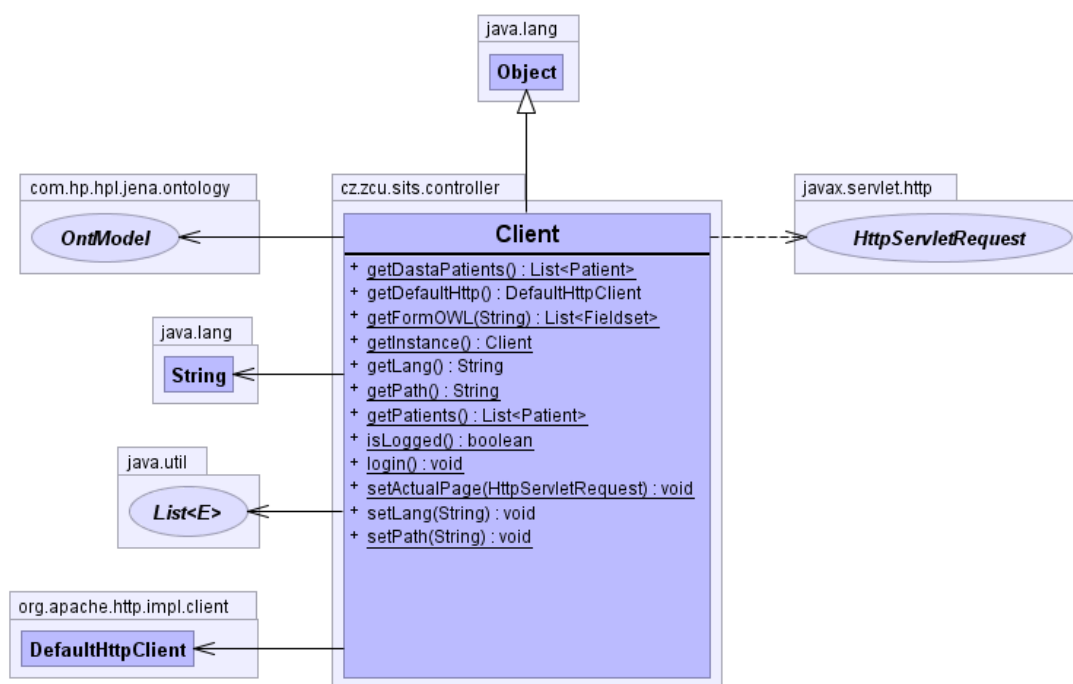 java.lang
Object
com.hp.hpl.jena.ontology
OntModel
cz.zcu.sits.controller
javax.servlet.http
HttpServletRequest
Client
+ getDastaPatients() : List<Patient>
+ getDefaultHttp() : DefaultHttpClient
+ getFormOWL(String) : List<Fieldset>
+ getInstance() : Client
+ getLang() : String
+ getPath() : String
+ getPatients() : List<Patient>
+ isLogged() : boolean
+ login() : void
+ setActualPage(HttpServletRequest) : void
+ setLang(String) : void
+ setPath(String) : void
java.lang
String
java.util
List<E>
org.apache.http.impl.client
DefaultHttpClient